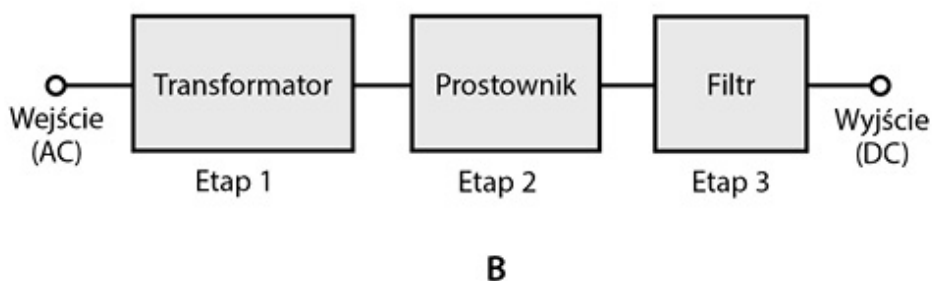 Transformator
Prostownik
Filtr
Wejście
(AC)
Wyjście
(DC)
Etap 1
Etap 2
Etap 3
B